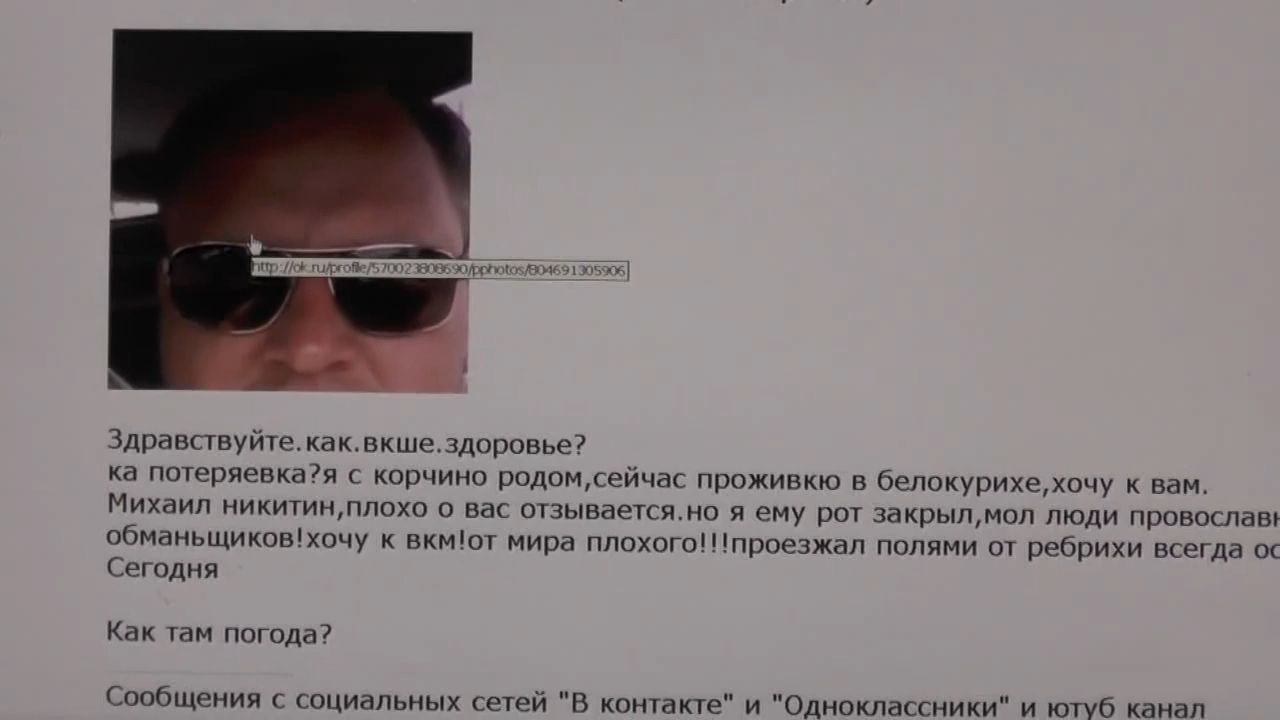 http://ok.ru/profile/570023808690/pphotos/804691305906
Здравствуйте.как.вкше.здоровье?
ка потеряевка?я с корчино родом,сейчас проживкю в белокурихе,хочу к вам.
Михаил никитин,плохо о вас отзывается.но я ему рот закрыл,мол люди
обманьщиков!хочу к вкм!от мира плохого!!!проезжал полями от ребрихи всегда
Сегодня
Как там погода?
Сообщения с социальных сетей "В контакте" и "Одноклассники" и ютуб канал